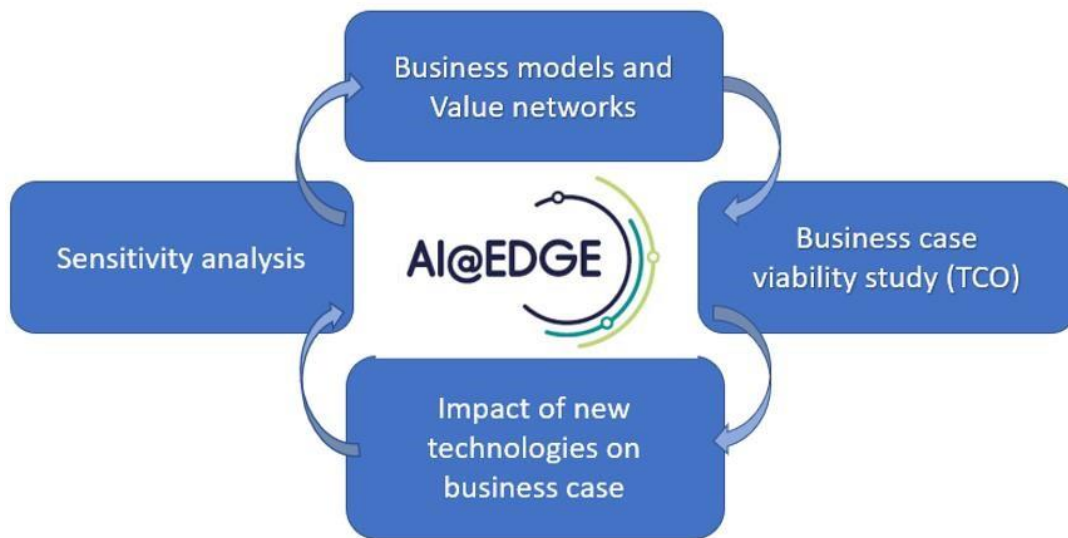 Business models and
Value networks
Sensitivity analysis
AI@EDGE
Business case
viability study (TCO)
Impact of new
technologies on
business case